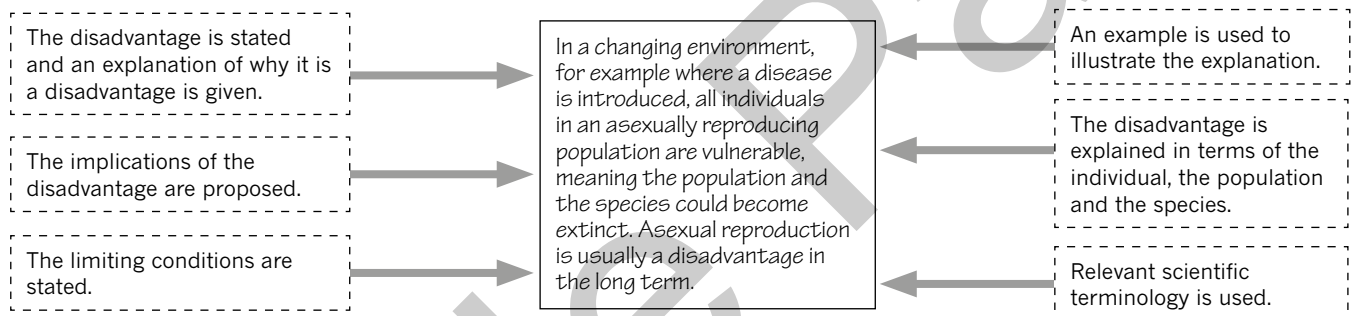 The disadvantage is stated
and an explanation of why it is
a disadvantage is given.
The implications of the
disadvantage are proposed.
The limiting conditions are
stated.
In a changing environment,
for example where a disease
is introduced, all individuals
in an asexually reproducing
population are vulnerable,
meaning the population and
the species could become
extinct. Asexual reproduction
is usually a disadvantage in
the long term.
An example is used to
illustrate the explanation.
The disadvantage is
explained in terms of the
individual, the population
and the species.
Relevant scientific
terminology is used.